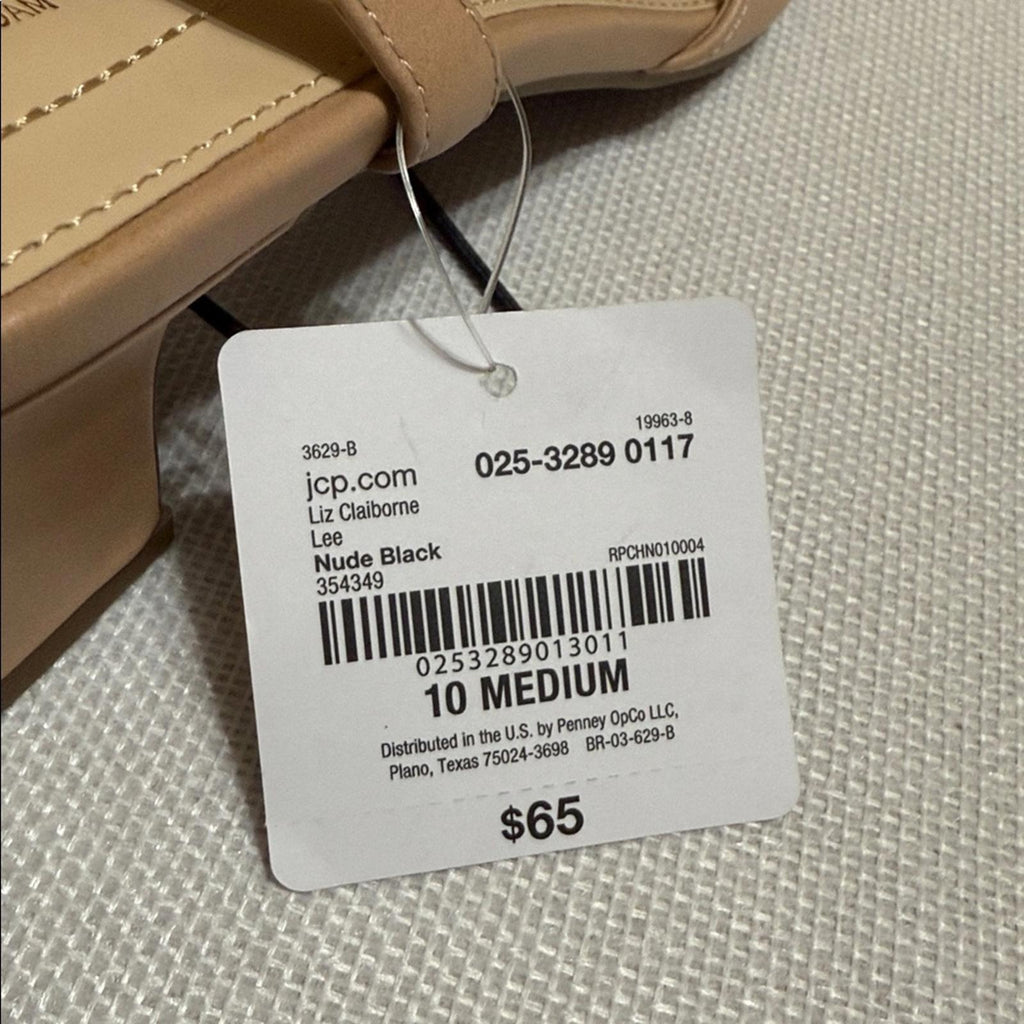 DAM
19963-8
3629-B
025-3289 0117
jcp.com
Liz Claiborne
Lee
Nude Black
RPCHN010004
354349
0253289013011
10 MEDIUM
Distributed in the U.S. by Penney OpCo LLC,
Plano, Texas 75024-3698 BR-03-629-B
$65